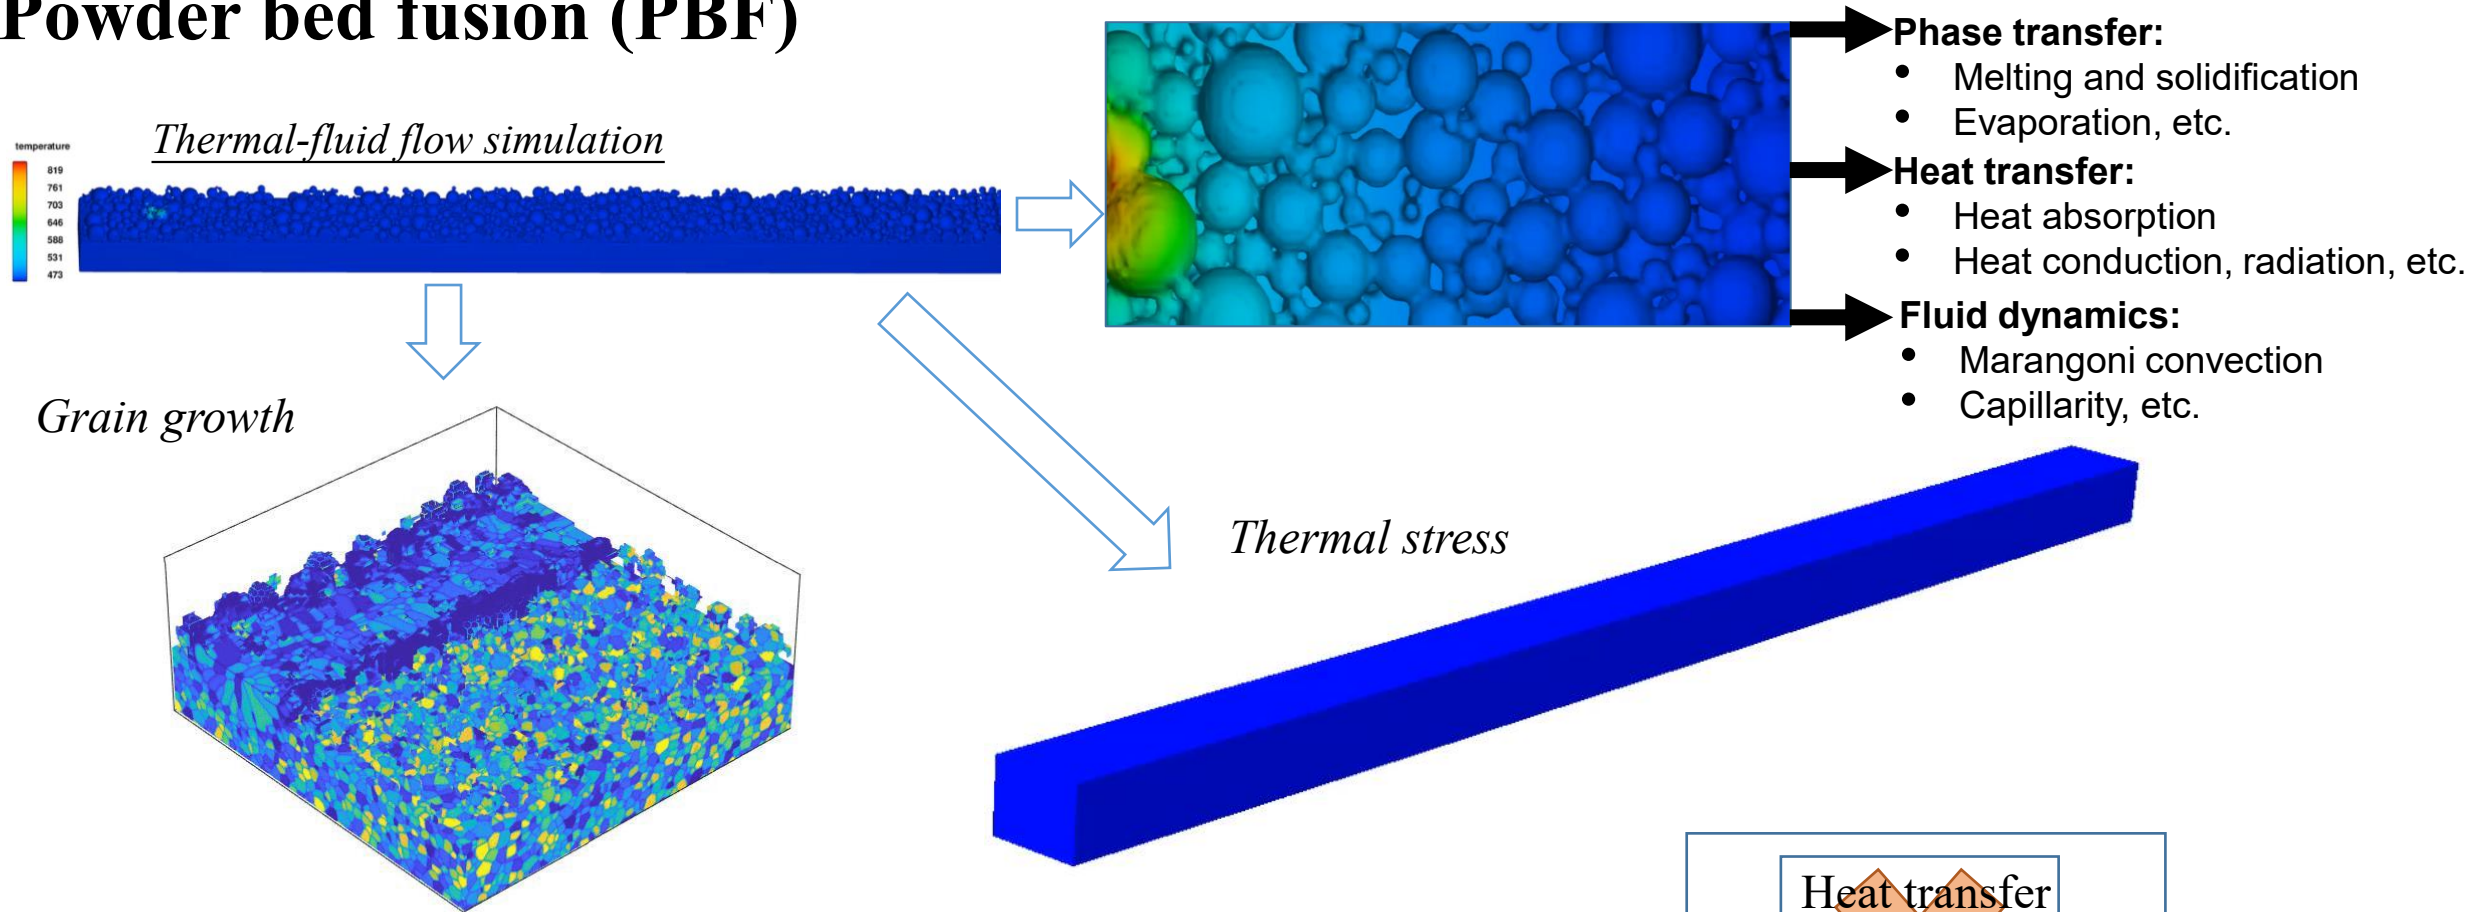 Powder bed fusion (PBF)
Thermal-fluid flow simulation
temperature
819
761
703
646
588
531
473
Phase transfer:
• Melting and solidification
• Evaporation, etc.
Heat transfer:
• Heat absorption
• Heat conduction, radiation, etc.
Fluid dynamics:
• Marangoni convection
• Capillarity, etc.
Grain growth
Thermal stress
Heat transfer